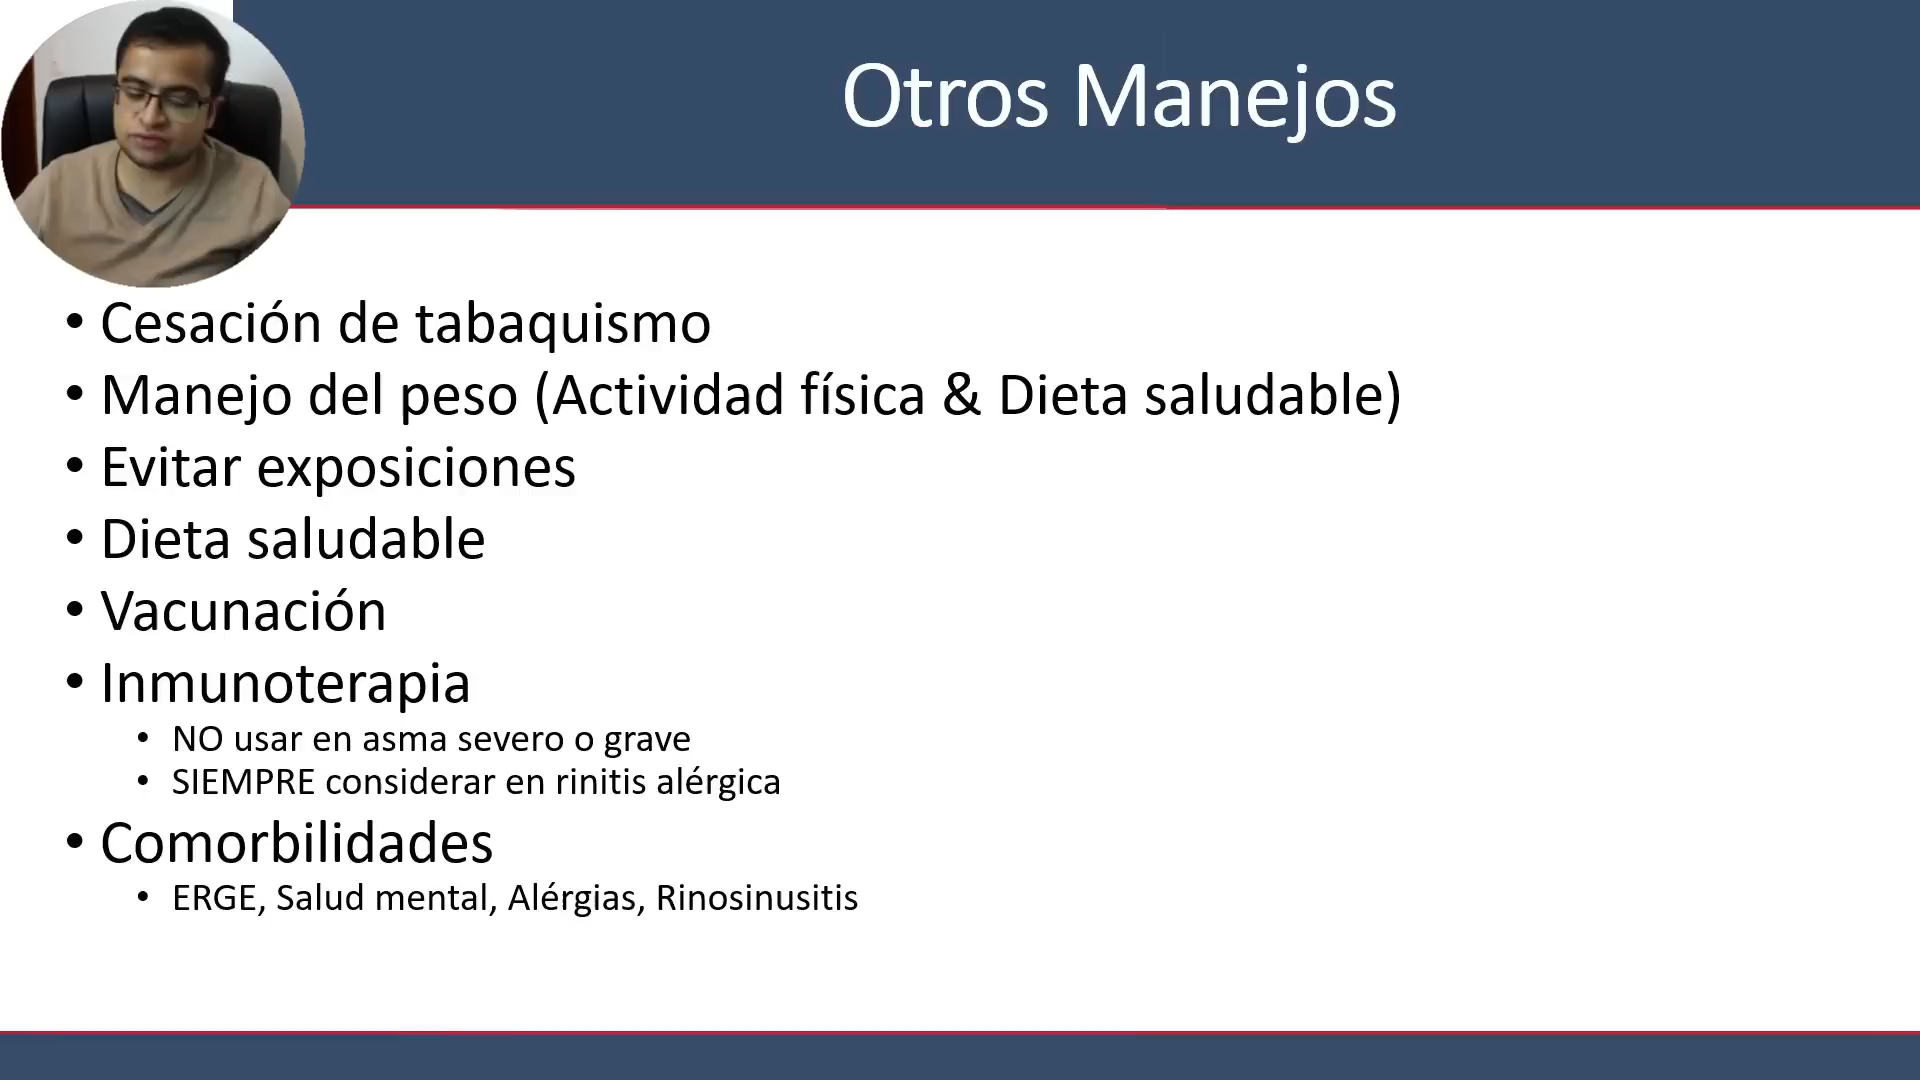 Otros Manejos
• Cesación de tabaquismo
• Manejo del peso (Actividad física & Dieta saludable)
• Evitar exposiciones
• Dieta saludable
• Vacunación
• Inmunoterapia
• NO usar en asma severo o grave
• SIEMPRE considerar en rinitis alérgica
• Comorbilidades
• ERGE, Salud mental, Alérgias, Rinosinusitis